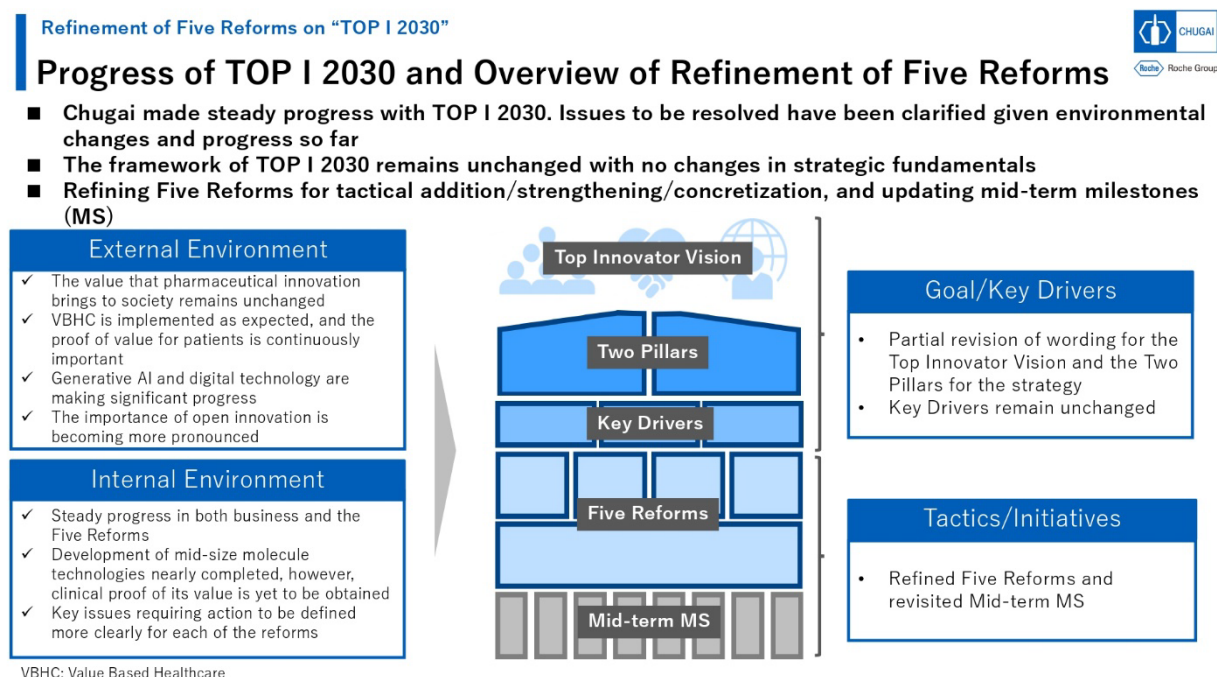 Refinement of Five Reforms on “TOP I 2030”
CHUGAI
Roche Roche Group
Progress of TOP I 2030 and Overview of Refinement of Five Reforms
■ Chugai made steady progress with TOP I 2030. Issues to be resolved have been clarified given environmental
changes and progress so far
■ The framework of TOP I 2030 remains unchanged with no changes in strategic fundamentals
■ Refining Five Reforms for tactical addition/strengthening/concretization, and updating mid-term milestones
(MS)
External Environment
✓ The value that pharmaceutical innovation
brings to society remains unchanged
✓ VBHC is implemented as expected, and the
proof of value for patients is continuously
important
✓ Generative AI and digital technology are
making significant progress
✓ The importance of open innovation is
becoming more pronounced
Internal Environment
✓ Steady progress in both business and the
Five Reforms
✓ Development of mid-size molecule
technologies nearly completed, however,
clinical proof of its value is yet to be obtained
✓ Key issues requiring action to be defined
more clearly for each of the reforms
Top Innovator Vision
Two Pillars
Key Drivers
Five Reforms
Mid-term MS
Goal/Key Drivers
• Partial revision of wording for the
Top Innovator Vision and the Two
Pillars for the strategy
• Key Drivers remain unchanged
Tactics/Initiatives
• Refined Five Reforms and
revisited Mid-term MS
VBHC: Value Based Healthcare